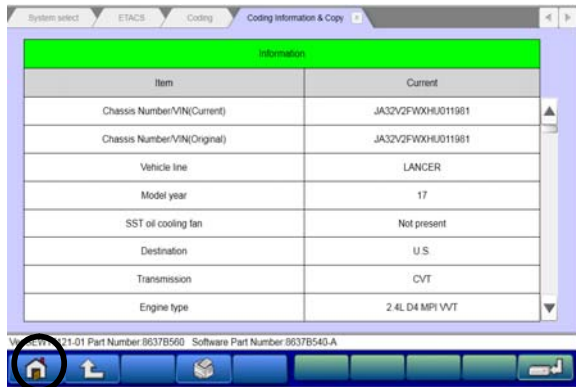 System select ETACS Coding Coding Information & Copy
Information
Item Current
Chassis Number/VIN(Current) JA32V2FWXHU011981
Chassis Number/VIN(Original) JA32V2FWXHU011981
Vehicle line LANCER
Model year 17
SST oil cooling fan Not present
Destination U.S.
Transmission CVT
Engine type 2.4L D4 MPI VVT
121-01 Part Number:8637B560 Software Part Number:8637B540-A